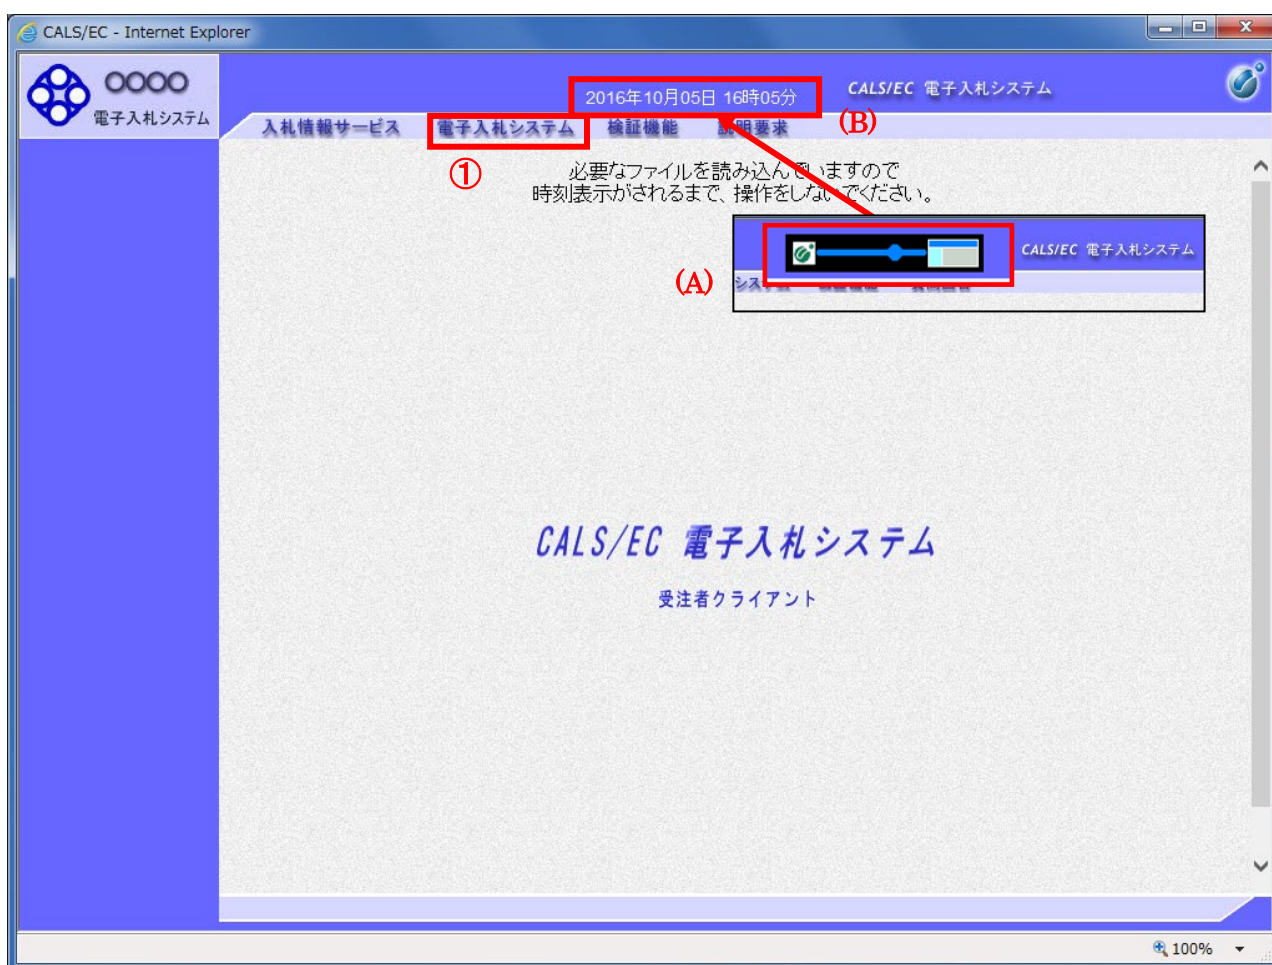 CALS/EC - Internet Explorer
OOOO
電子入札システム
2016年10月05日 16時05分
CALS/EC 電子入札システム
(B)
入札情報サービス 電子入札システム 検証機能 説明要求
①
必要なファイルを読み込んでいますので
時刻表示がされるまで、操作をしないでください。
CALS/EC 電子入札システム
(A)
CALS/EC 電子入札システム
受注者クライアント
100%